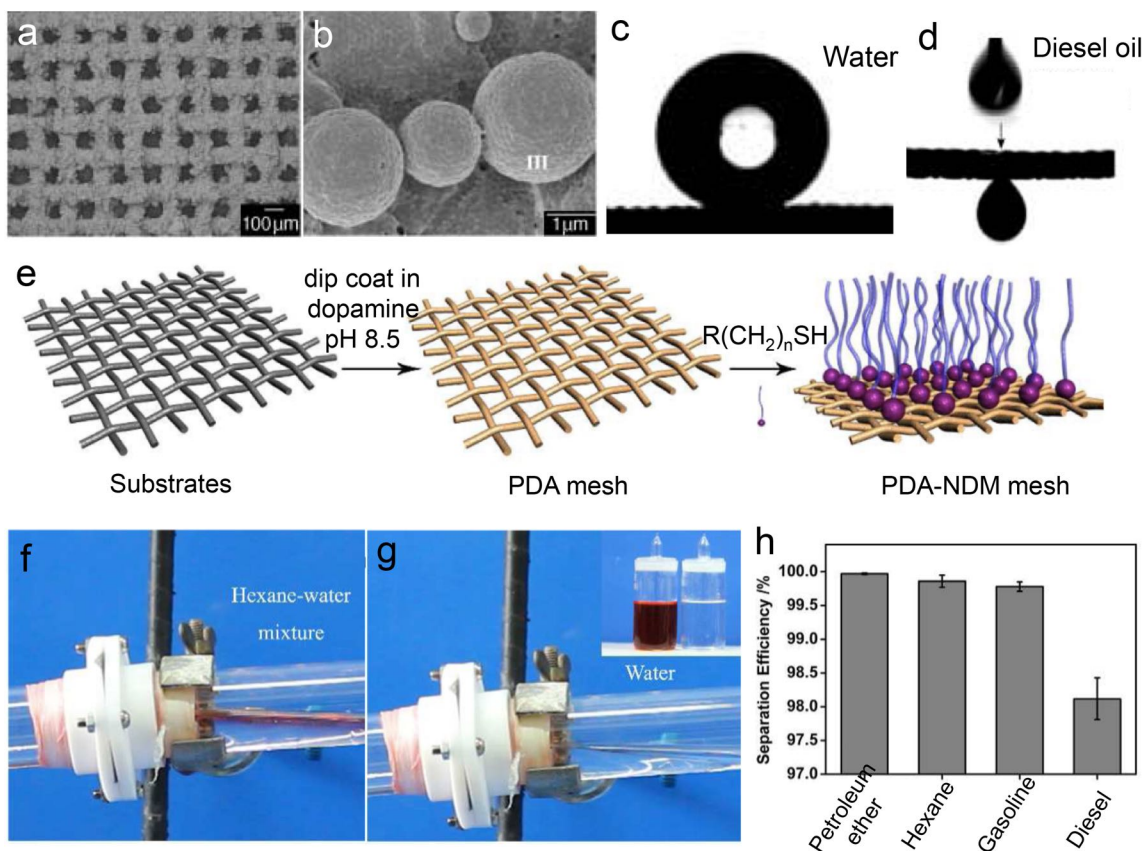 a
100μm
b
III
1μm
c
Water
d
Diesel oil
e
dip coat in
dopamine
pH 8.5
R(CH₂)ₙSH
Substrates
PDA mesh
PDA-NDM mesh
f
Hexane-water
mixture
g
Water
h
Separation Efficiency /%
100.0
99.5
99.0
98.5
98.0
97.5
97.0
Petroleum
ether
Hexane
Gasoline
Diesel